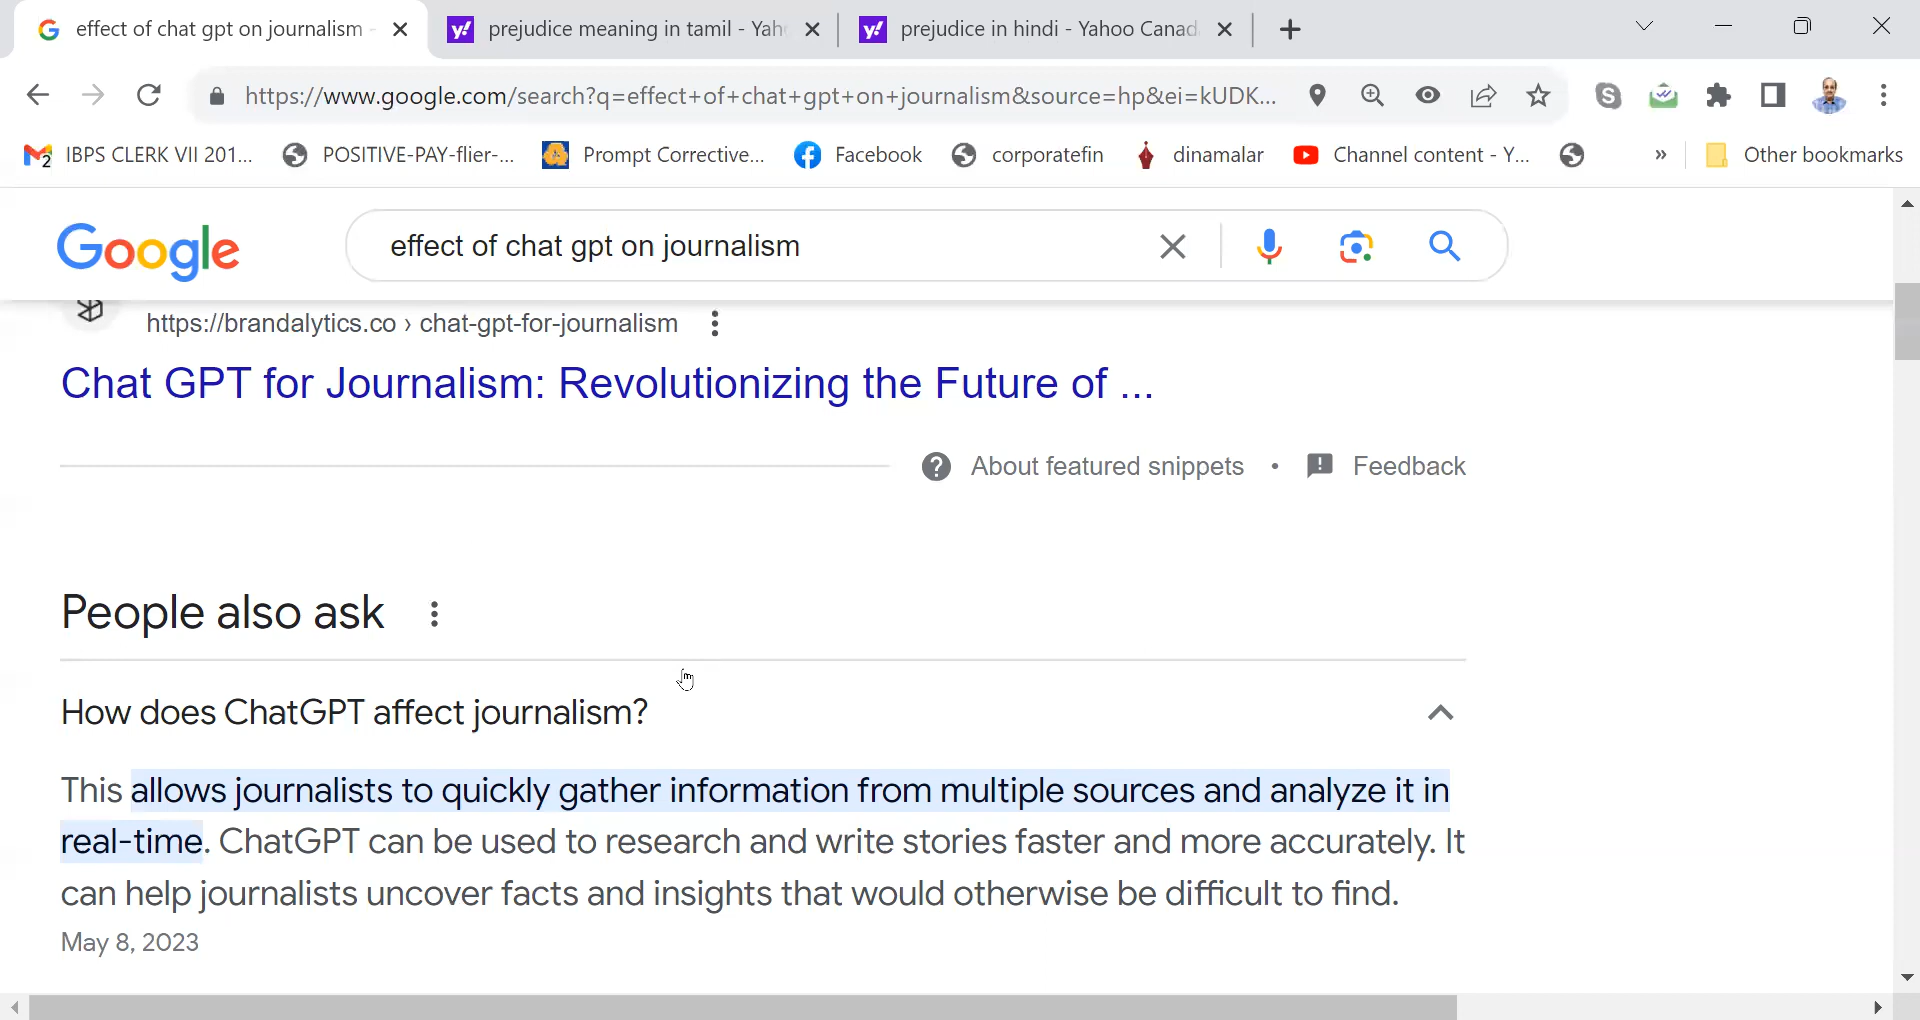 effect of chat gpt on journalism -
prejudice meaning in tamil - Yah
prejudice in hindi - Yahoo Canad
https://www.google.com/search?q=effect+of+chat+gpt+on+journalism&source=hp&ei=kUDK...
IBPS CLERK VII 201...
POSITIVE-PAY-flier-...
Prompt Corrective...
Facebook
corporatefin
dinamalar
Channel content - Y...
»
Other bookmarks
Google
effect of chat gpt on journalism
https://brandalytics.co › chat-gpt-for-journalism
Chat GPT for Journalism: Revolutionizing the Future of ...
About featured snippets • Feedback
People also ask
How does ChatGPT affect journalism?
This allows journalists to quickly gather information from multiple sources and analyze it in
real-time. ChatGPT can be used to research and write stories faster and more accurately. It
can help journalists uncover facts and insights that would otherwise be difficult to find.
May 8, 2023